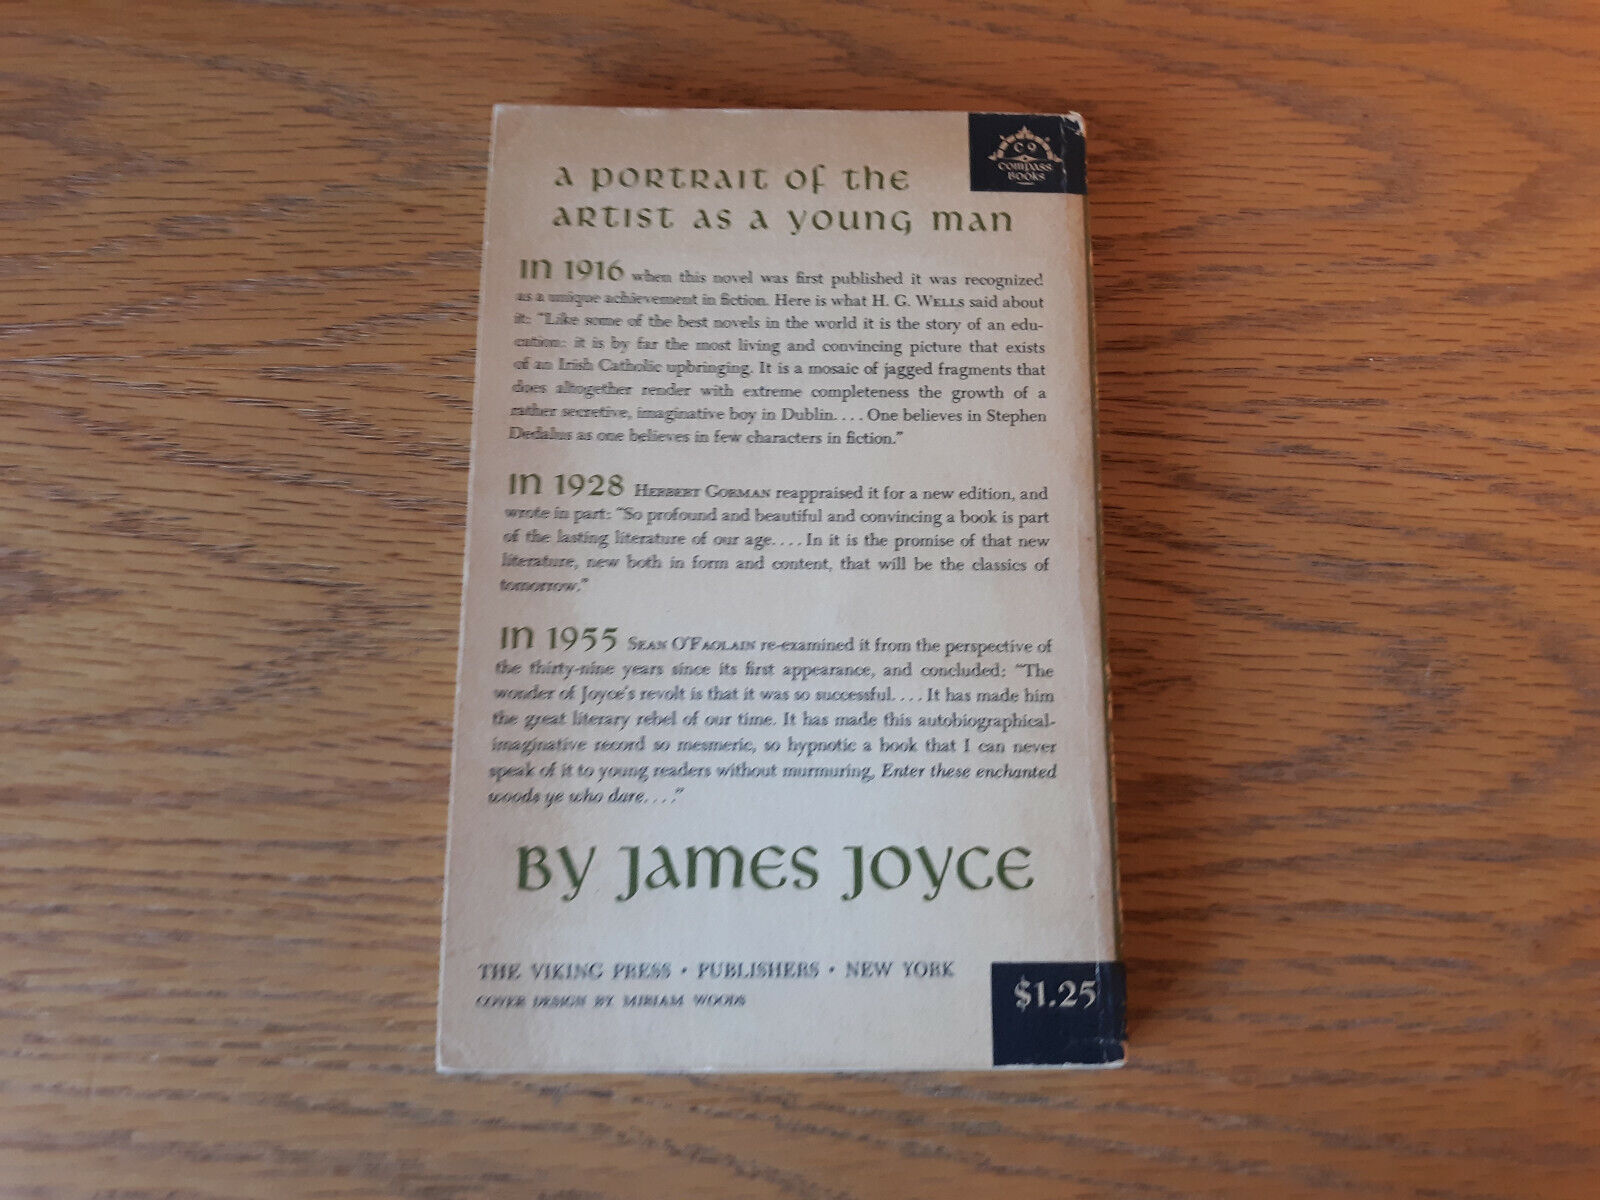 C 9
COMPASS
BOOKS
A PORTRAIT OF THE
ARTIST AS A YOUNG MAN
IN 1916 when this novel was first published it was recognized
as a unique achievement in fiction. Here is what H. G. WELLS said about
it: “Like some of the best novels in the world it is the story of an edu-
cation: it is by far the most living and convincing picture that exists
of an Irish Catholic upbringing. It is a mosaic of jagged fragments that
does altogether render with extreme completeness the growth of a
rather secretive, imaginative boy in Dublin. . . . One believes in Stephen
Dedalus as one believes in few characters in fiction.”
IN 1928 HERBERT GORMAN reappraised it for a new edition, and
wrote in part: “So profound and beautiful and convincing a book is part
of the lasting literature of our age. . . . In it is the promise of that new
literature, new both in form and content, that will be the classics of
tomorrow.”
IN 1955 SEAN O’FAOLAIN re-examined it from the perspective of
the thirty-nine years since its first appearance, and concluded: “The
wonder of Joyce’s revolt is that it was so successful. . . . It has made him
the great literary rebel of our time. It has made this autobiographical-
imaginative record so mesmeric, so hypnotic a book that I can never
speak of it to young readers without murmuring, Enter these enchanted
woods ye who dare. . . .”
BY JAMES JOYCE
THE VIKING PRESS • PUBLISHERS • NEW YORK
COVER DESIGN BY MIRIAM WOODS
$1.25